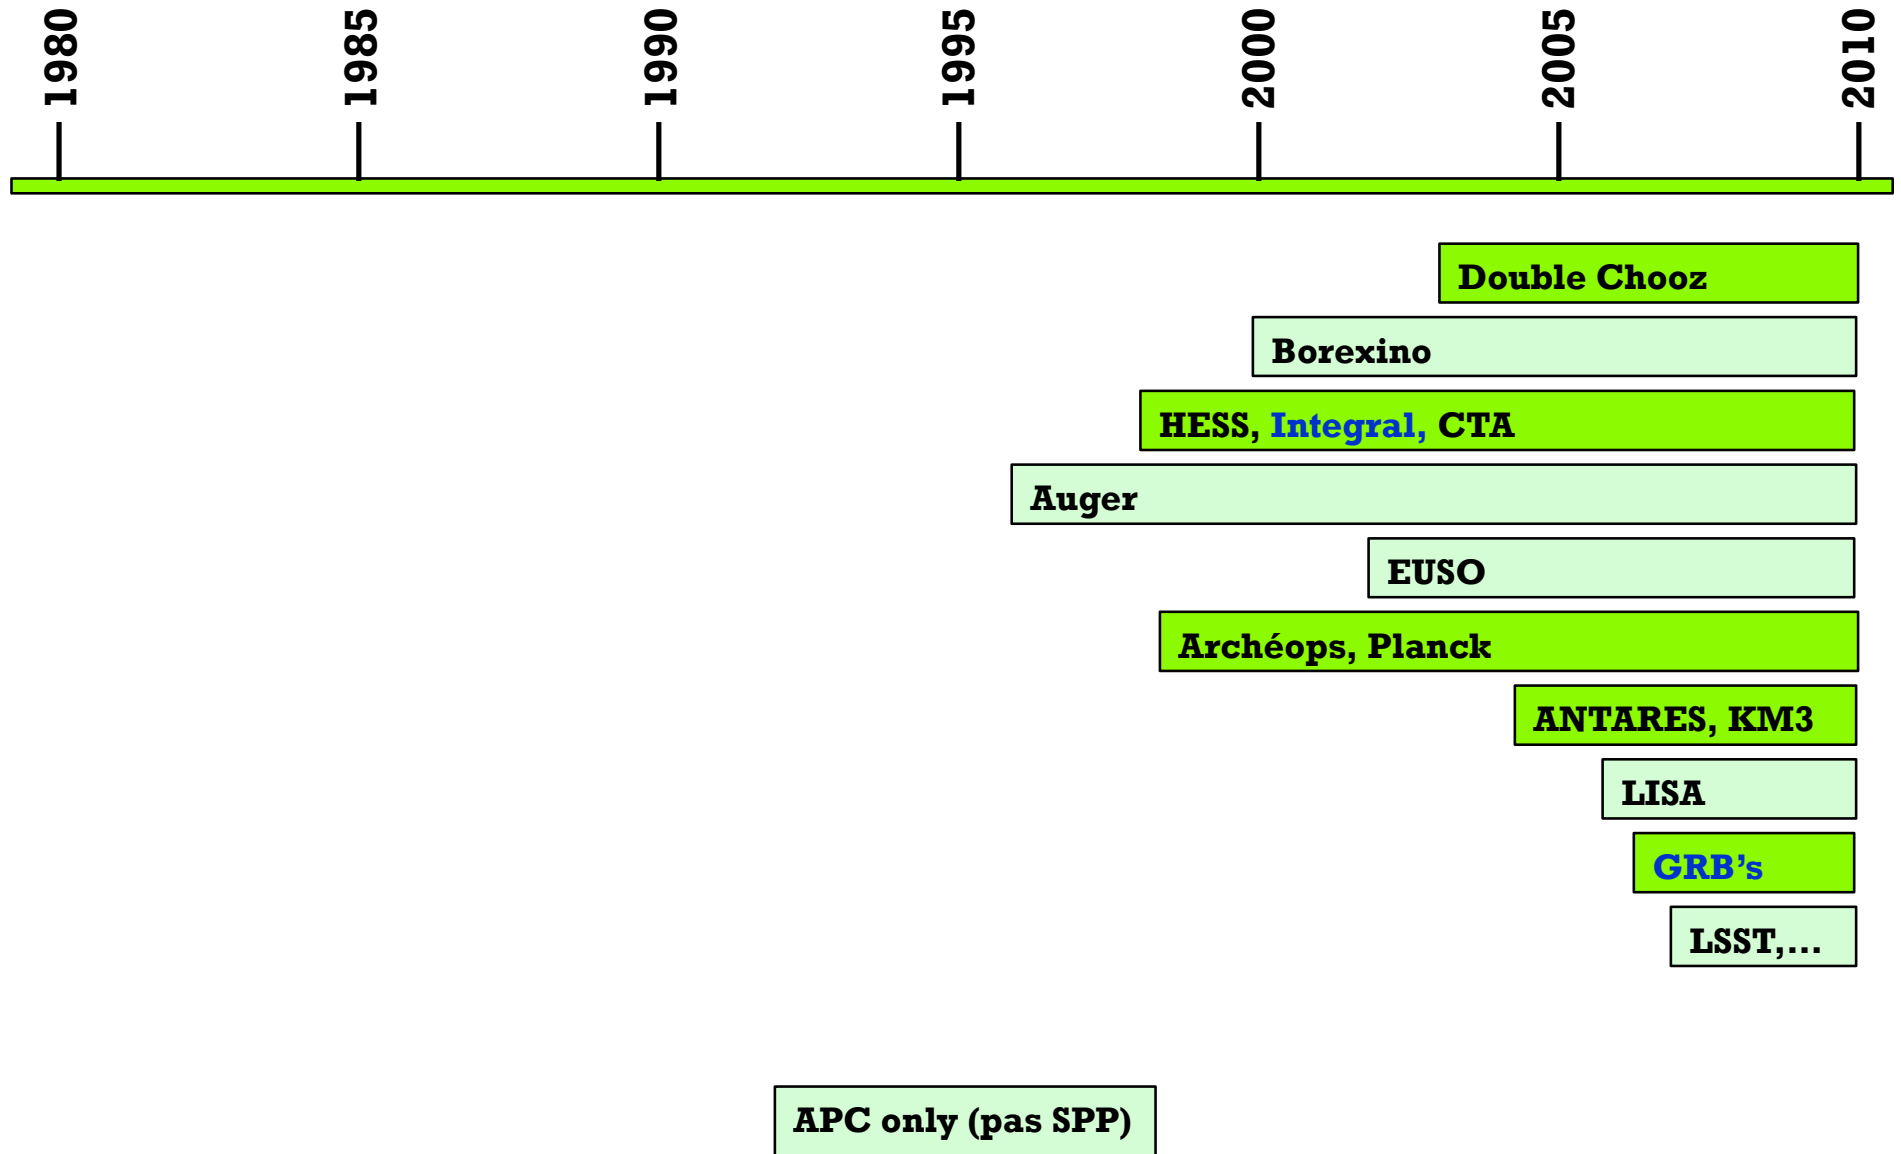 1980
1985
1990
1995
2000
2005
2010
Double Chooz
Borexino
HESS, Integral, CTA
Auger
EUSO
Archéops, Planck
ANTARES, KM3
LISA
GRB’s
LSST,...
APC only (pas SPP)